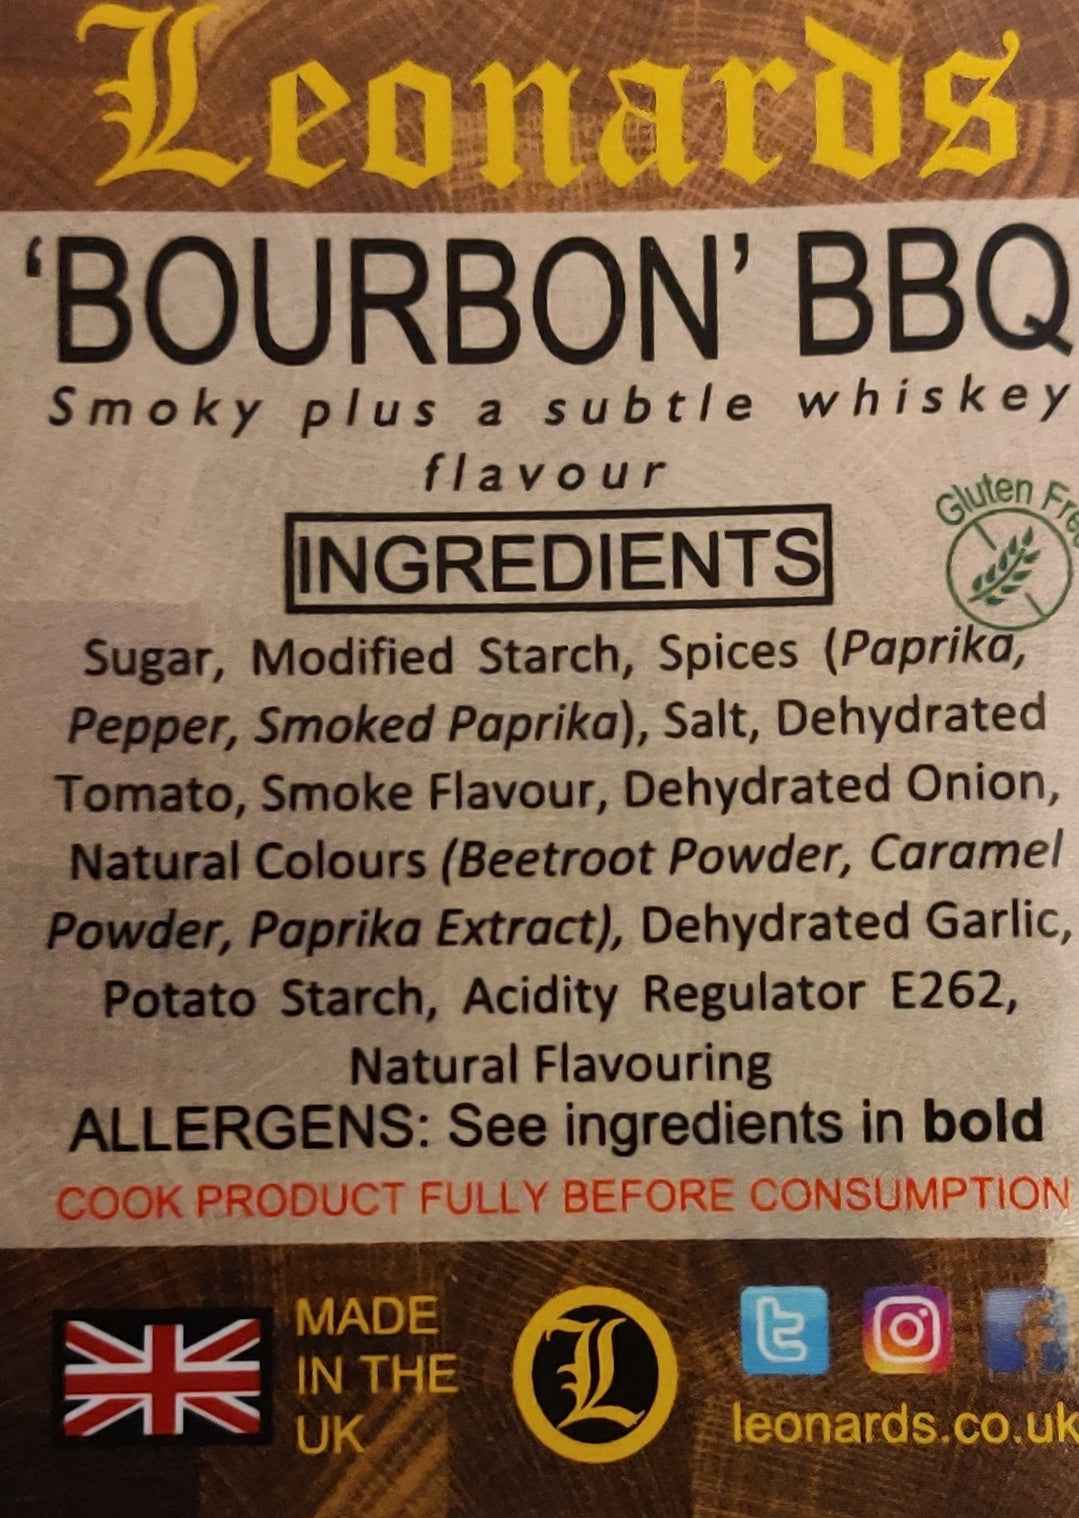 Leonards
'BOURBON' BBQ
Smoky plus a subtle whiskey
flavour
Gluten Free
INGREDIENTS
Sugar, Modified Starch, Spices (Paprika,
Pepper, Smoked Paprika), Salt, Dehydrated
Tomato, Smoke Flavour, Dehydrated Onion,
Natural Colours (Beetroot Powder, Caramel
Powder, Paprika Extract), Dehydrated Garlic,
Potato Starch, Acidity Regulator E262,
Natural Flavouring
ALLERGENS: See ingredients in bold
COOK PRODUCT FULLY BEFORE CONSUMPTION
MADE
IN THE
UK
L
leonards.co.uk